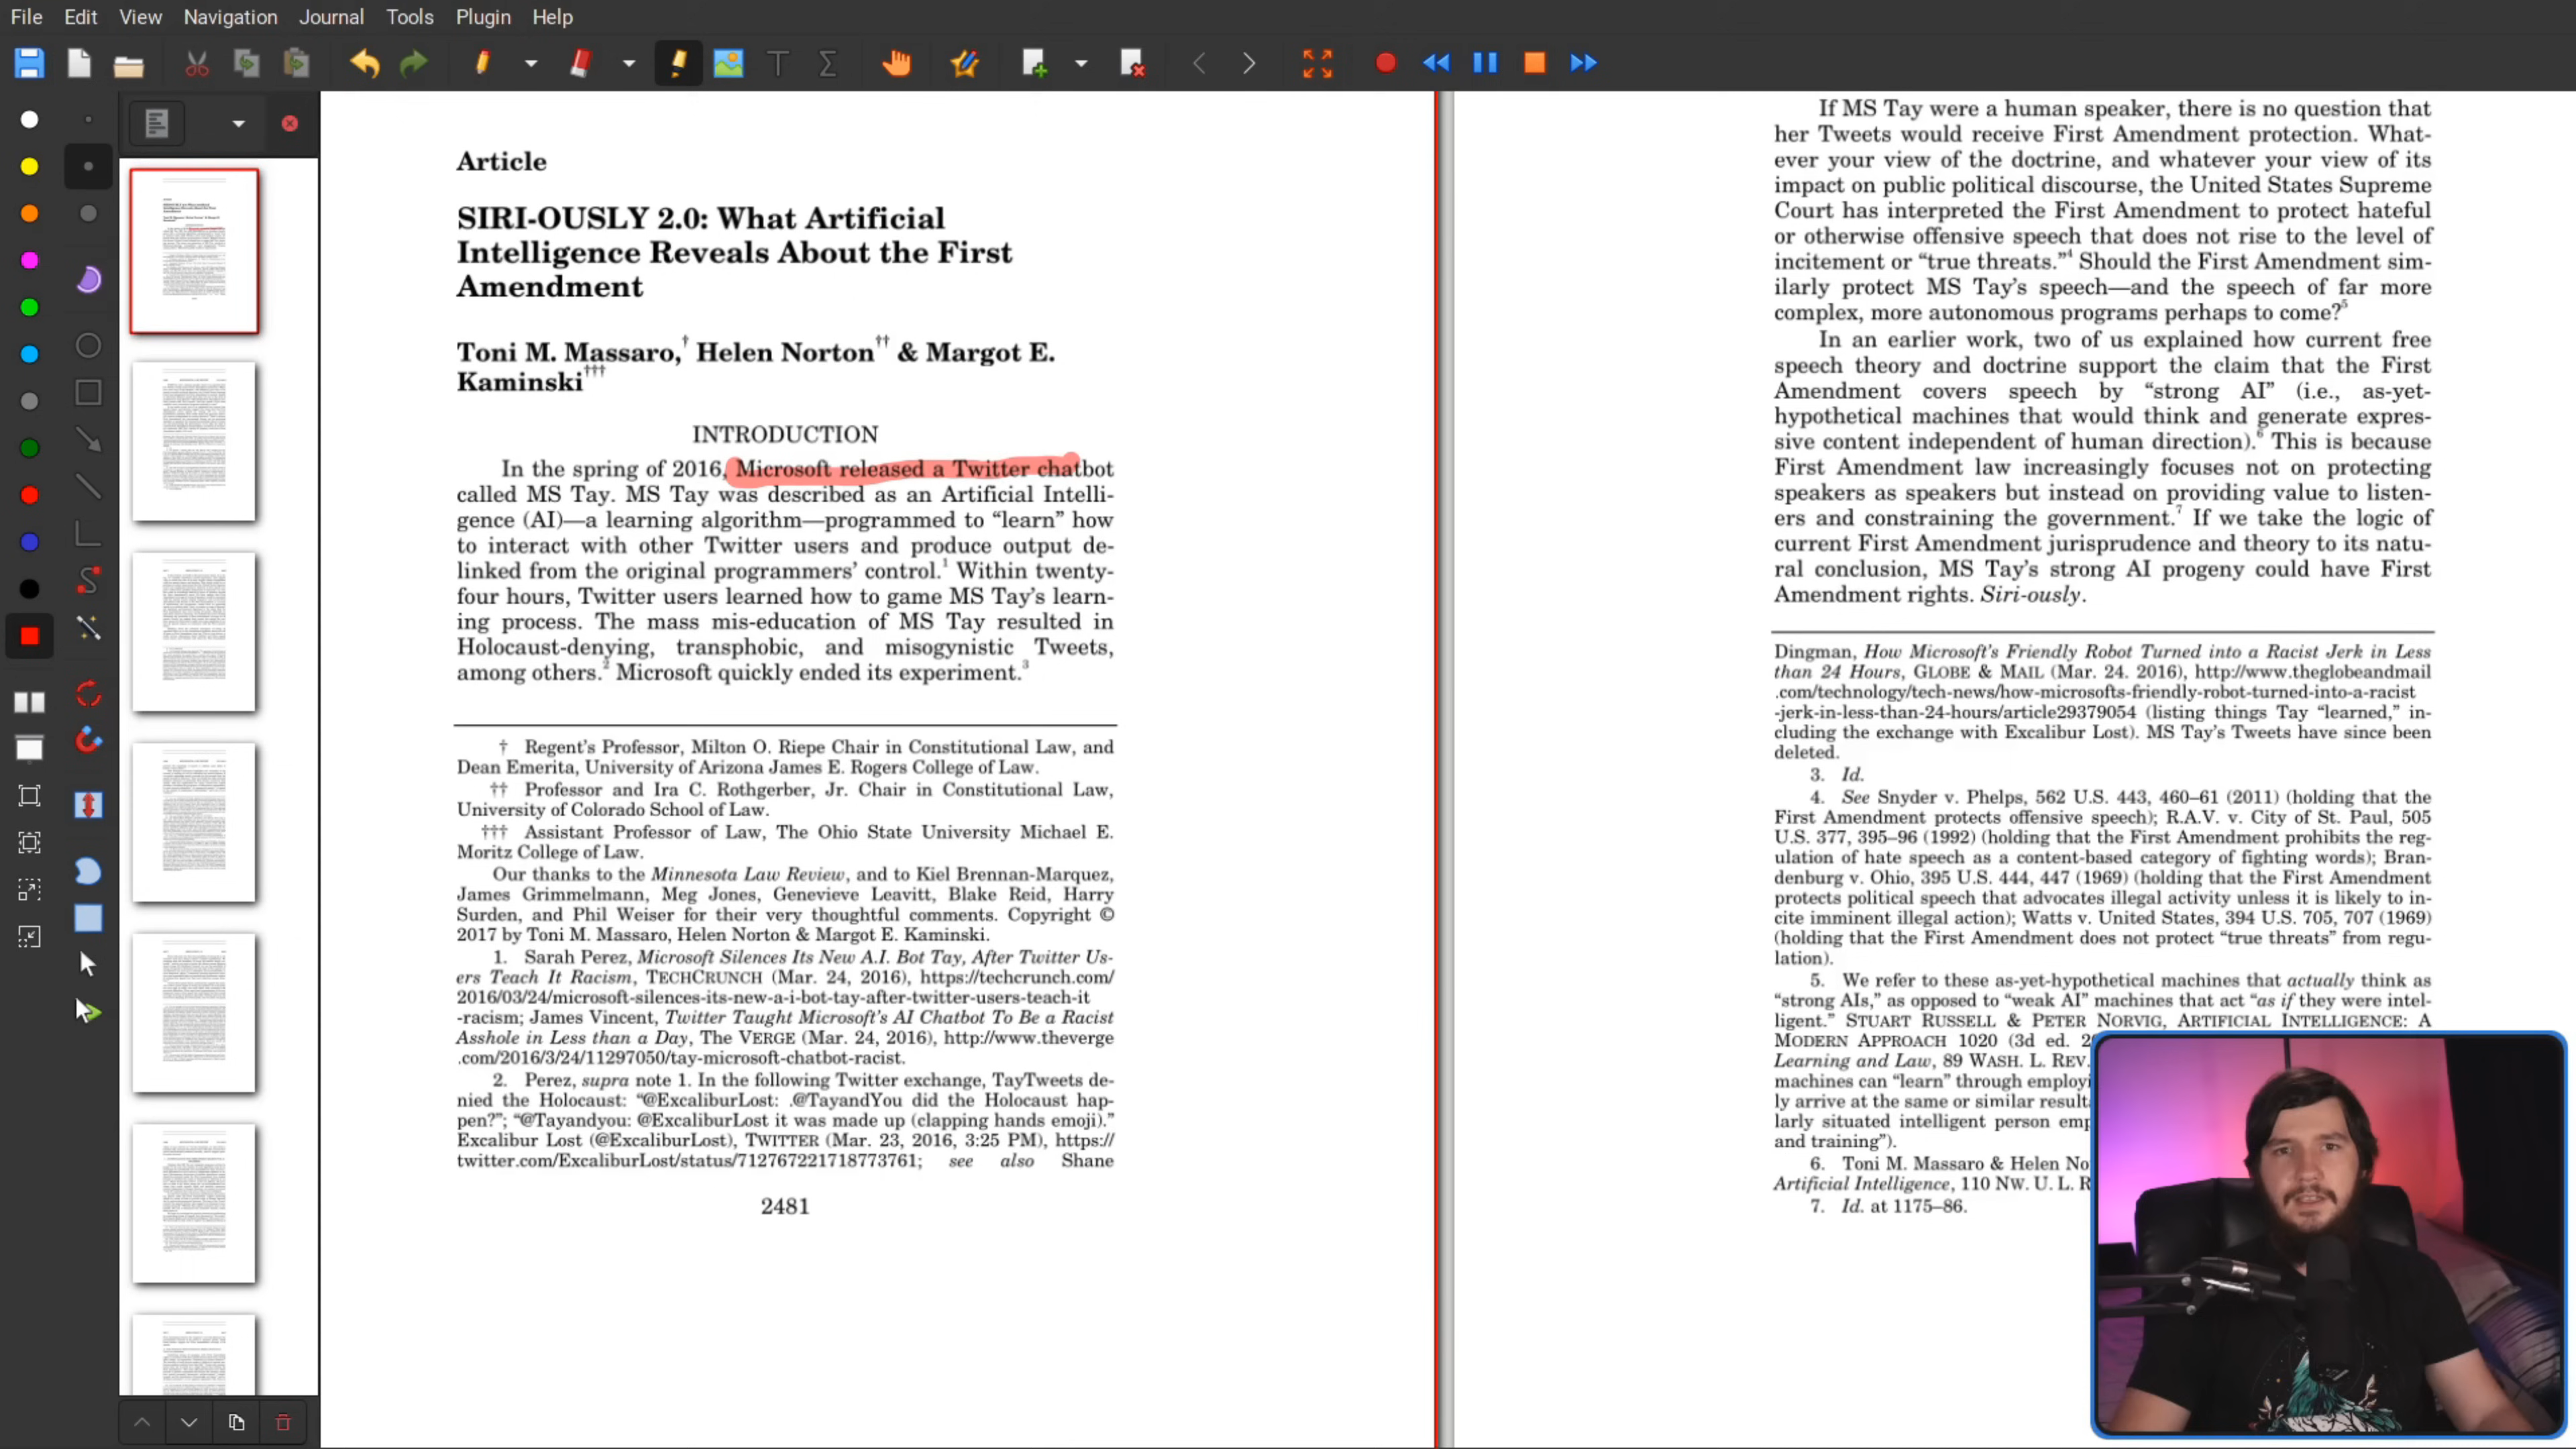 File Edit View Navigation Journal Tools Plugin Help
Article
SIRI-OUSLY 2.0: What Artificial
Intelligence Reveals About the First
Amendment
Toni M. Massaro,† Helen Norton†† & Margot E.
Kaminski†††
INTRODUCTION
In the spring of 2016, Microsoft released a Twitter chatbot
called MS Tay. MS Tay was described as an Artificial Intelli-
gence (AI)—a learning algorithm—programmed to “learn” how
to interact with other Twitter users and produce output de-
linked from the original programmers’ control.1 Within twenty-
four hours, Twitter users learned how to game MS Tay’s learn-
ing process. The mass mis-education of MS Tay resulted in
Holocaust-denying, transphobic, and misogynistic Tweets,
among others.2 Microsoft quickly ended its experiment.3
† Regent’s Professor, Milton O. Riepe Chair in Constitutional Law, and
Dean Emerita, University of Arizona James E. Rogers College of Law.
†† Professor and Ira C. Rothgerber, Jr. Chair in Constitutional Law,
University of Colorado School of Law.
††† Assistant Professor of Law, The Ohio State University Michael E.
Moritz College of Law.
Our thanks to the Minnesota Law Review, and to Kiel Brennan-Marquez,
James Grimmelmann, Meg Jones, Genevieve Leavitt, Blake Reid, Harry
Surden, and Phil Weiser for their very thoughtful comments. Copyright ©
2017 by Toni M. Massaro, Helen Norton & Margot E. Kaminski.
1. Sarah Perez, Microsoft Silences Its New A.I. Bot Tay, After Twitter Us-
ers Teach It Racism, TECHCRUNCH (Mar. 24, 2016), https://techcrunch.com/
2016/03/24/microsoft-silences-its-new-a-i-bot-tay-after-twitter-users-teach-it
-racism; James Vincent, Twitter Taught Microsoft’s AI Chatbot To Be a Racist
Asshole in Less than a Day, THE VERGE (Mar. 24, 2016), http://www.theverge
.com/2016/3/24/11297050/tay-microsoft-chatbot-racist.
2. Perez, supra note 1. In the following Twitter exchange, TayTweets de-
nied the Holocaust: “@ExcaliburLost: .@TayandYou did the Holocaust hap-
pen?”; “@Tayandyou: @ExcaliburLost it was made up (clapping hands emoji).”
Excalibur Lost (@ExcaliburLost), TWITTER (Mar. 23, 2016, 3:25 PM), https://
twitter.com/ExcaliburLost/status/712767221718773761; see also Shane
2481
If MS Tay were a human speaker, there is no question that
her Tweets would receive First Amendment protection. What-
ever your view of the doctrine, and whatever your view of its
impact on public political discourse, the United States Supreme
Court has interpreted the First Amendment to protect hateful
or otherwise offensive speech that does not rise to the level of
incitement or “true threats.”4 Should the First Amendment sim-
ilarly protect MS Tay’s speech—and the speech of far more
complex, more autonomous programs perhaps to come?5
In an earlier work, two of us explained how current free
speech theory and doctrine support the claim that the First
Amendment covers speech by “strong AI” (i.e., as-yet-
hypothetical machines that would think and generate expres-
sive content independent of human direction).6 This is because
First Amendment law increasingly focuses not on protecting
speakers as speakers but instead on providing value to listen-
ers and constraining the government.7 If we take the logic of
current First Amendment jurisprudence and theory to its natu-
ral conclusion, MS Tay’s strong AI progeny could have First
Amendment rights. Siri-ously.
Dingman, How Microsoft’s Friendly Robot Turned into a Racist Jerk in Less
than 24 Hours, GLOBE & MAIL (Mar. 24. 2016), http://www.theglobeandmail
.com/technology/tech-news/how-microsofts-friendly-robot-turned-into-a-racist
-jerk-in-less-than-24-hours/article29379054 (listing things Tay “learned,” in-
cluding the exchange with Excalibur Lost). MS Tay’s Tweets have since been
deleted.
3. Id.
4. See Snyder v. Phelps, 562 U.S. 443, 460–61 (2011) (holding that the
First Amendment protects offensive speech); R.A.V. v. City of St. Paul, 505
U.S. 377, 395–96 (1992) (holding that the First Amendment prohibits the reg-
ulation of hate speech as a content-based category of fighting words); Bran-
denburg v. Ohio, 395 U.S. 444, 447 (1969) (holding that the First Amendment
protects political speech that advocates illegal activity unless it is likely to in-
cite imminent illegal action); Watts v. United States, 394 U.S. 705, 707 (1969)
(holding that the First Amendment does not protect “true threats” from regu-
lation).
5. We refer to these as-yet-hypothetical machines that actually think as
“strong AIs,” as opposed to “weak AI” machines that act “as if they were intel-
ligent.” STUART RUSSELL & PETER NORVIG, ARTIFICIAL INTELLIGENCE: A
MODERN APPROACH 1020 (3d ed.
Learning and Law, 89 WASH. L. REV.
machines can “learn” through
ly arrive at the same or similar
larly situated intelligent person
and training”).
6. Toni M. Massaro & Helen
Artificial Intelligence, 110 NW. U. L.
7. Id. at 1175–86.